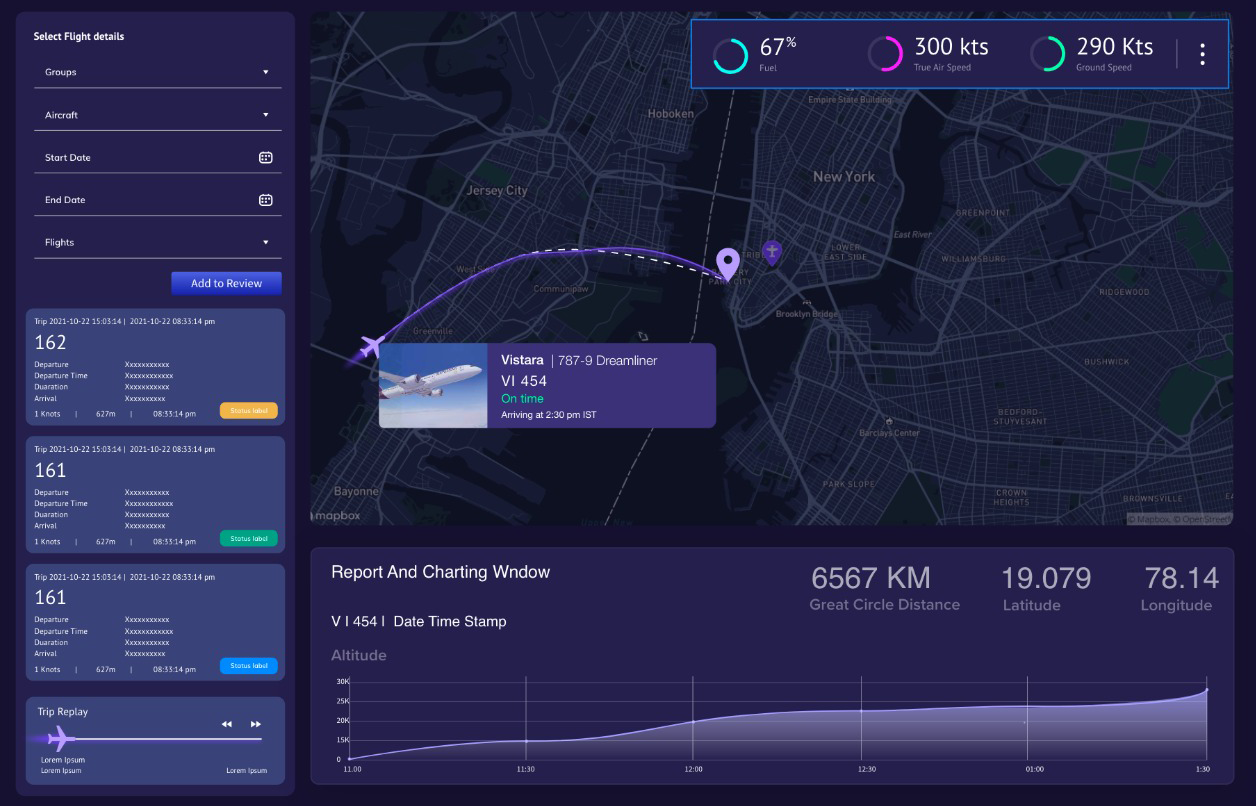 Select Flight details
Groups
Aircraft
Start Date
End Date
Flights
Add to Review
Trip 2021-10-22 15:03:14 | 2021-10-22 08:33:14 pm
162
Departure Xxxxxxxxxxx
Departure Time Xxxxxxxxxxxx
Duaration Xxxxxxxxxxx
Arrival Xxxxxxxxxx
1 Knots | 627m | 08:33:14 pm
Status label
Trip 2021-10-22 15:03:14 | 2021-10-22 08:33:14 pm
161
Departure Xxxxxxxxxxx
Departure Time Xxxxxxxxxxxx
Duaration Xxxxxxxxxxx
Arrival Xxxxxxxxxx
1 Knots | 627m | 08:33:14 pm
Status label
Trip 2021-10-22 15:03:14 | 2021-10-22 08:33:14 pm
161
Departure Xxxxxxxxxxx
Departure Time Xxxxxxxxxxxx
Duaration Xxxxxxxxxxx
Arrival Xxxxxxxxxx
1 Knots | 627m | 08:33:14 pm
Status label
Trip Replay
Lorem Ipsum
Lorem Ipsum Lorem Ipsum
67% 300 kts 290 Kts
Fuel True Air Speed Ground Speed
Empire State Building
Hoboken
New York
Jersey City
GREENPOINT
East River
LOWER
EAST SIDE
WILLIAMSBURG
PARK CITY
Communipaw
RIDGEWOOD
Brooklyn Bridge
Greenville
BUSHWICK
Vistara | 787-9 Dreamliner
VI 454
On time
Arriving at 2:30 pm IST
BEDFORD-
STUYVESANT
Barclays Center
PARK SLOPE
Bayonne
CROWN
HEIGHTS
BROWNSVILLE
mapbox
© Mapbox, © OpenStreet
Report And Charting Wndow
6567 KM 19.079 78.14
Great Circle Distance Latitude Longitude
V I 454 I Date Time Stamp
Altitude
30K
25K
20K
15K
0
11.00 11:30 12:00 12:30 01:00 1:30